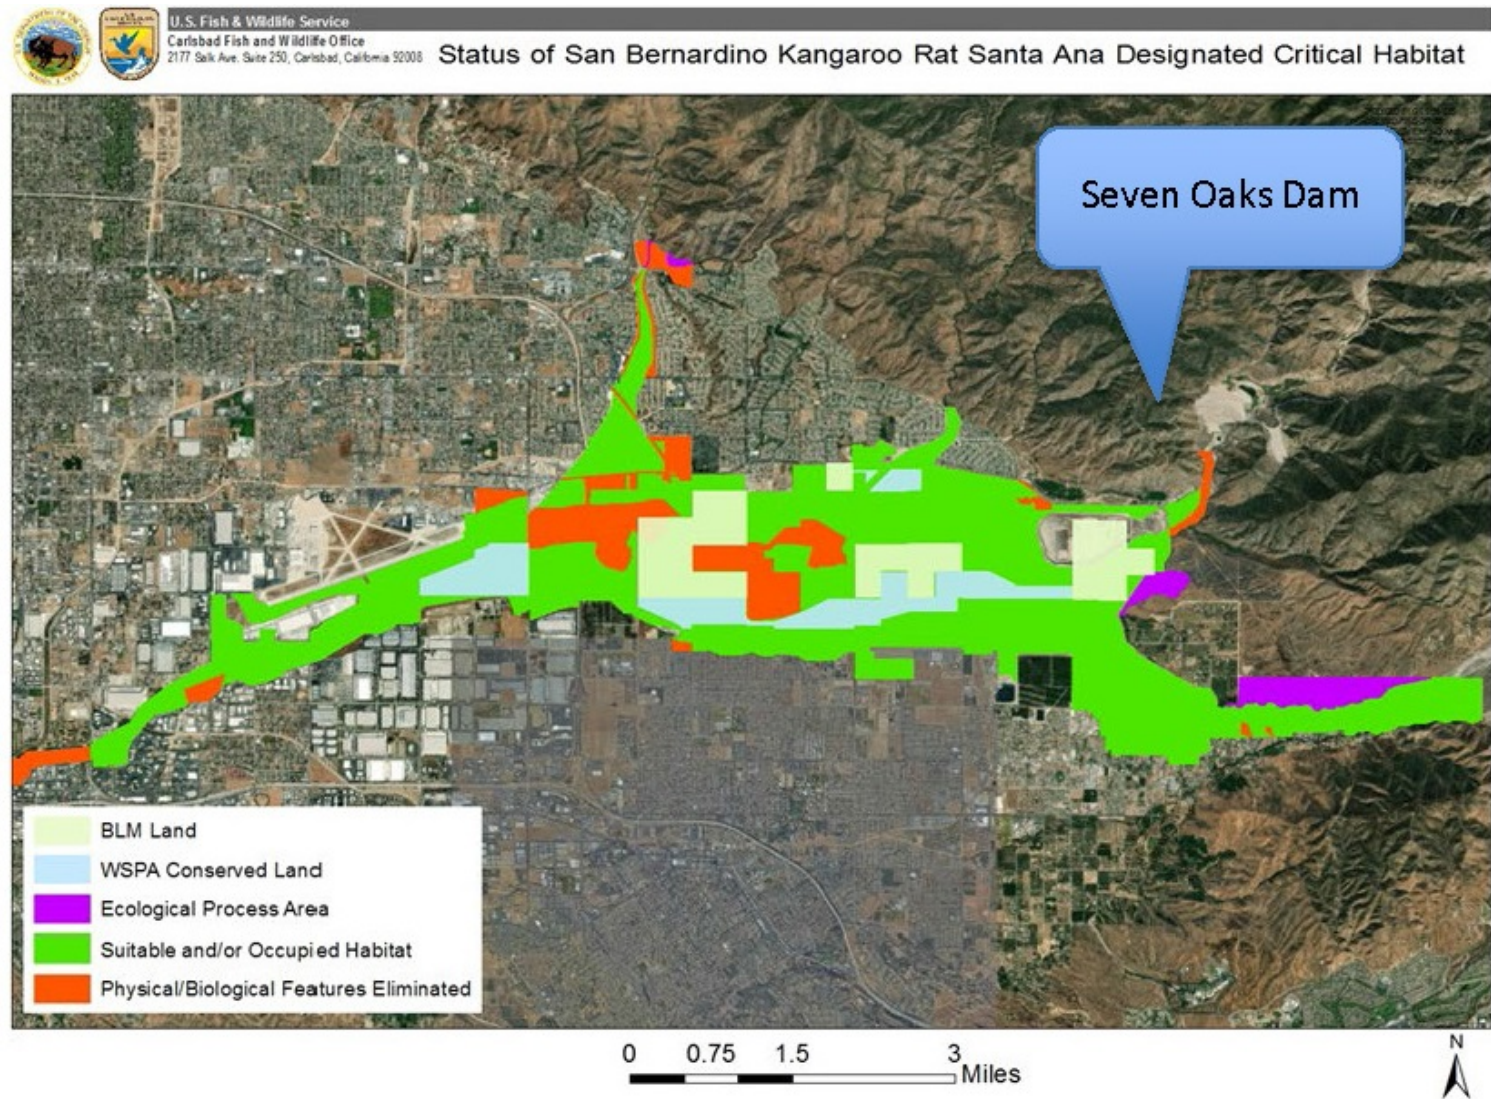 U.S. Fish & Wildlife Service
Carlsbad Fish and Wildlife Office
2177 Salk Ave. Suite 250, Carlsbad, California 92008
Status of San Bernardino Kangaroo Rat Santa Ana Designated Critical Habitat
Seven Oaks Dam
BLM Land
WSPA Conserved Land
Ecological Process Area
Suitable and/or Occupied Habitat
Physical/Biological Features Eliminated
0 0.75 1.5 3
Miles
N